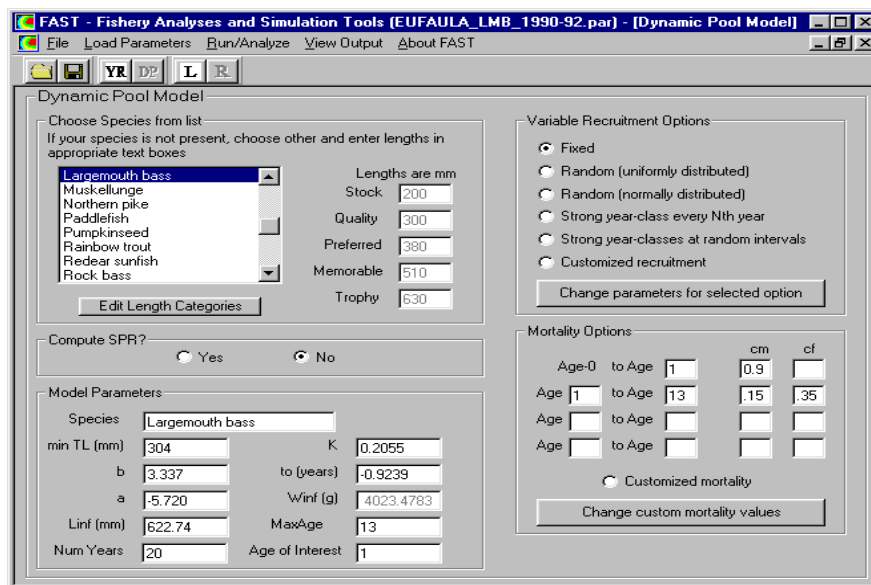 FAST - Fishery Analyses and Simulation Tools (EUFAULA_LMB_1990-92.par) - [Dynamic Pool Model]
File Load Parameters Run/Analyze View Output About FAST
YR DP L R
Dynamic Pool Model
Choose Species from list
If your species is not present, choose other and enter lengths in
appropriate text boxes
Largemouth bass
Muskellunge
Northern pike
Paddlefish
Pumpkinseed
Rainbow trout
Redear sunfish
Rock bass
Edit Length Categories
Lengths are mm
Stock 200
Quality 300
Preferred 380
Memorable 510
Trophy 630
Compute SPR?
Yes No
Model Parameters
Species Largemouth bass
min TL (mm) 304 K 0.2055
b 3.337 to (years) -0.9239
a -5.720 Winf (g) 4023.4783
Linf (mm) 622.74 MaxAge 13
Num Years 20 Age of Interest 1
Variable Recruitment Options
Fixed
Random (uniformly distributed)
Random (normally distributed)
Strong year-class every Nth year
Strong year-classes at random intervals
Customized recruitment
Change parameters for selected option
Mortality Options
cm cf
Age-0 to Age 1 0.9
Age 1 to Age 13 .15 .35
Age to Age
Age to Age
Customized mortality
Change custom mortality values